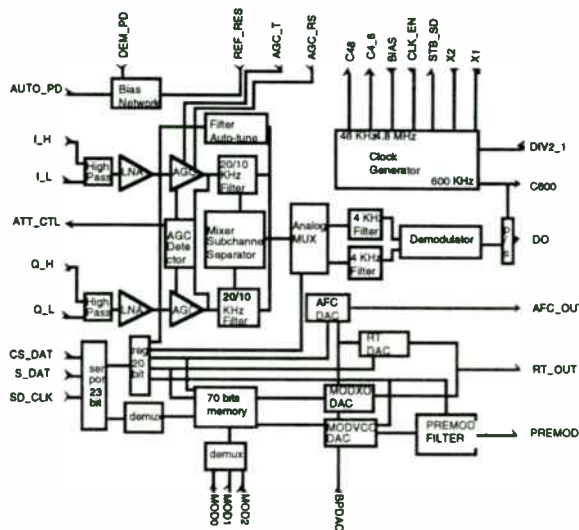 DEM_PD
REF_RES
AGC_T
AGC_RS
C48
C4_8
BIAS
CLK_EN
STB_SD
X2
X1
AUTO_PD
Bias
Network
I_H
I_L
High
Pass
LNA
AGC
Filter
Auto-tune
20/10
KHz
Filter
48 KHz
4.8 MHz
Clock
Generator
600 KHz
DIV2_1
C600
ATT_CTL
AGC
Detector
Mixer
Subchannel
Separator
Analog
MUX
4 KHz
Filter
4 KHz
Filter
Demodulator
DO
Q_H
Q_L
High
Pass
LNA
AGC
20/10
KHz
Filter
AFC
DAC
AFC_OUT
CS_DAT
S_DAT
SD_CLK
ser
port
23
bit
reg
20
bit
RT
DAC
RT_OUT
demux
70 bits
memory
MODXO
DAC
MODVCO
DAC
PREMOD
FILTER
PREMOD
demux
MOD0
MOD1
MOD2
BPDAC